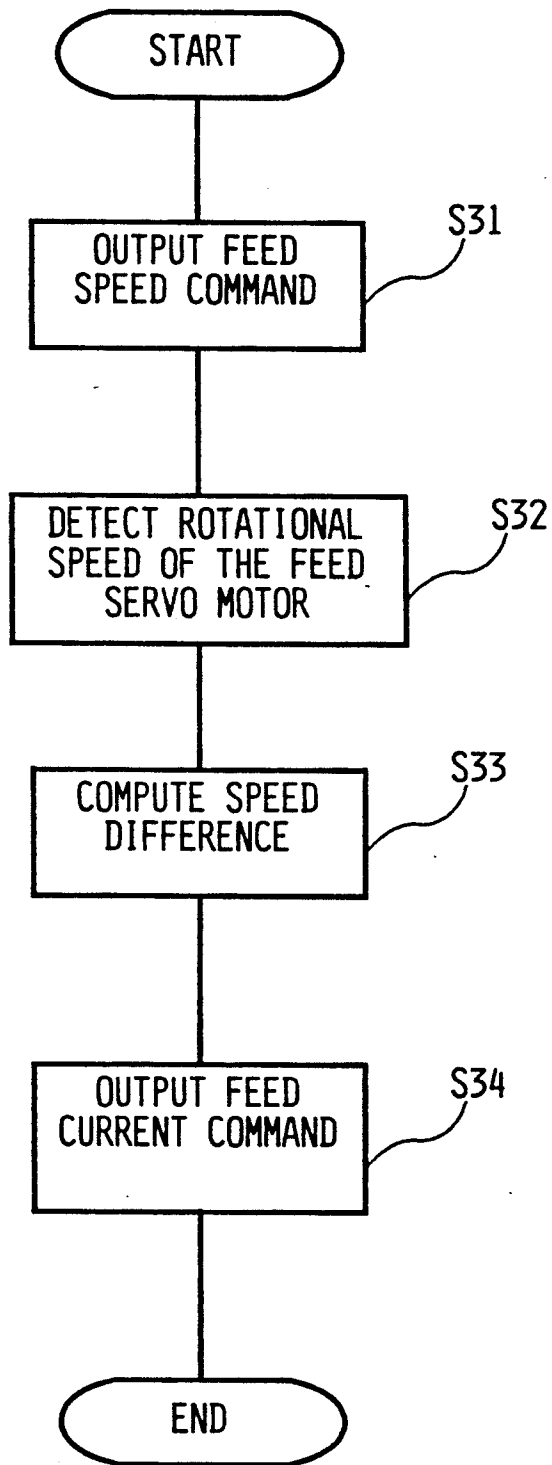 START
OUTPUT FEED
SPEED COMMAND
S31
DETECT ROTATIONAL
SPEED OF THE FEED
SERVO MOTOR
S32
COMPUTE SPEED
DIFFERENCE
S33
OUTPUT FEED
CURRENT COMMAND
S34
END